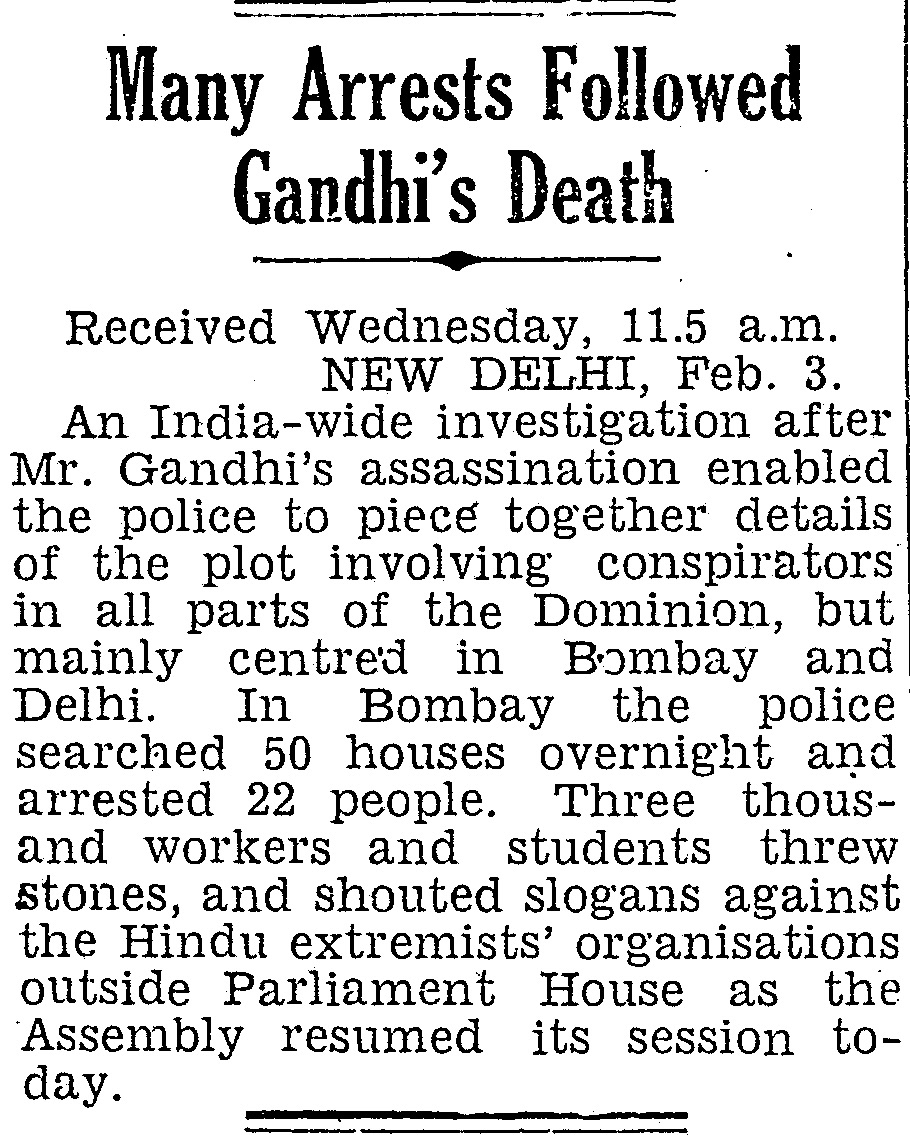 Many Arrests Followed
Gandhi's Death
Received Wednesday, 11.5 a.m.
NEW DELHI, Feb. 3.
An India-wide investigation after
Mr. Gandhi's assassination enabled
the police to piece together details
of the plot involving conspirators
in all parts of the Dominion, but
mainly centred in Bombay and
Delhi. In Bombay the police
searched 50 houses overnight and
arrested 22 people. Three thous-
and workers and students threw
stones, and shouted slogans against
the Hindu extremists' organisations
outside Parliament House as the
Assembly resumed its session to-
day.